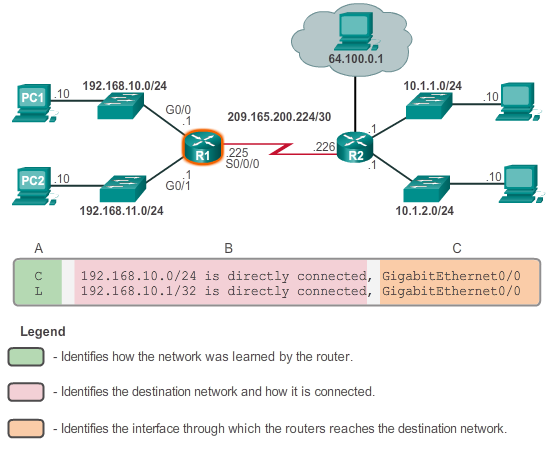 64.100.0.1
192.168.10.0/24
10.1.1.0/24
PC1
.10
G0/0
.1
209.165.200.224/30
.10
.1
R1
.225
S0/0/0
.226
R2
.1
PC2
.10
.1
G0/1
192.168.11.0/24
.10
10.1.2.0/24
A B C
C 192.168.10.0/24 is directly connected, GigabitEthernet0/0
L 192.168.10.1/32 is directly connected, GigabitEthernet0/0
Legend
- Identifies how the network was learned by the router.
- Identifies the destination network and how it is connected.
- Identifies the interface through which the routers reaches the destination network.